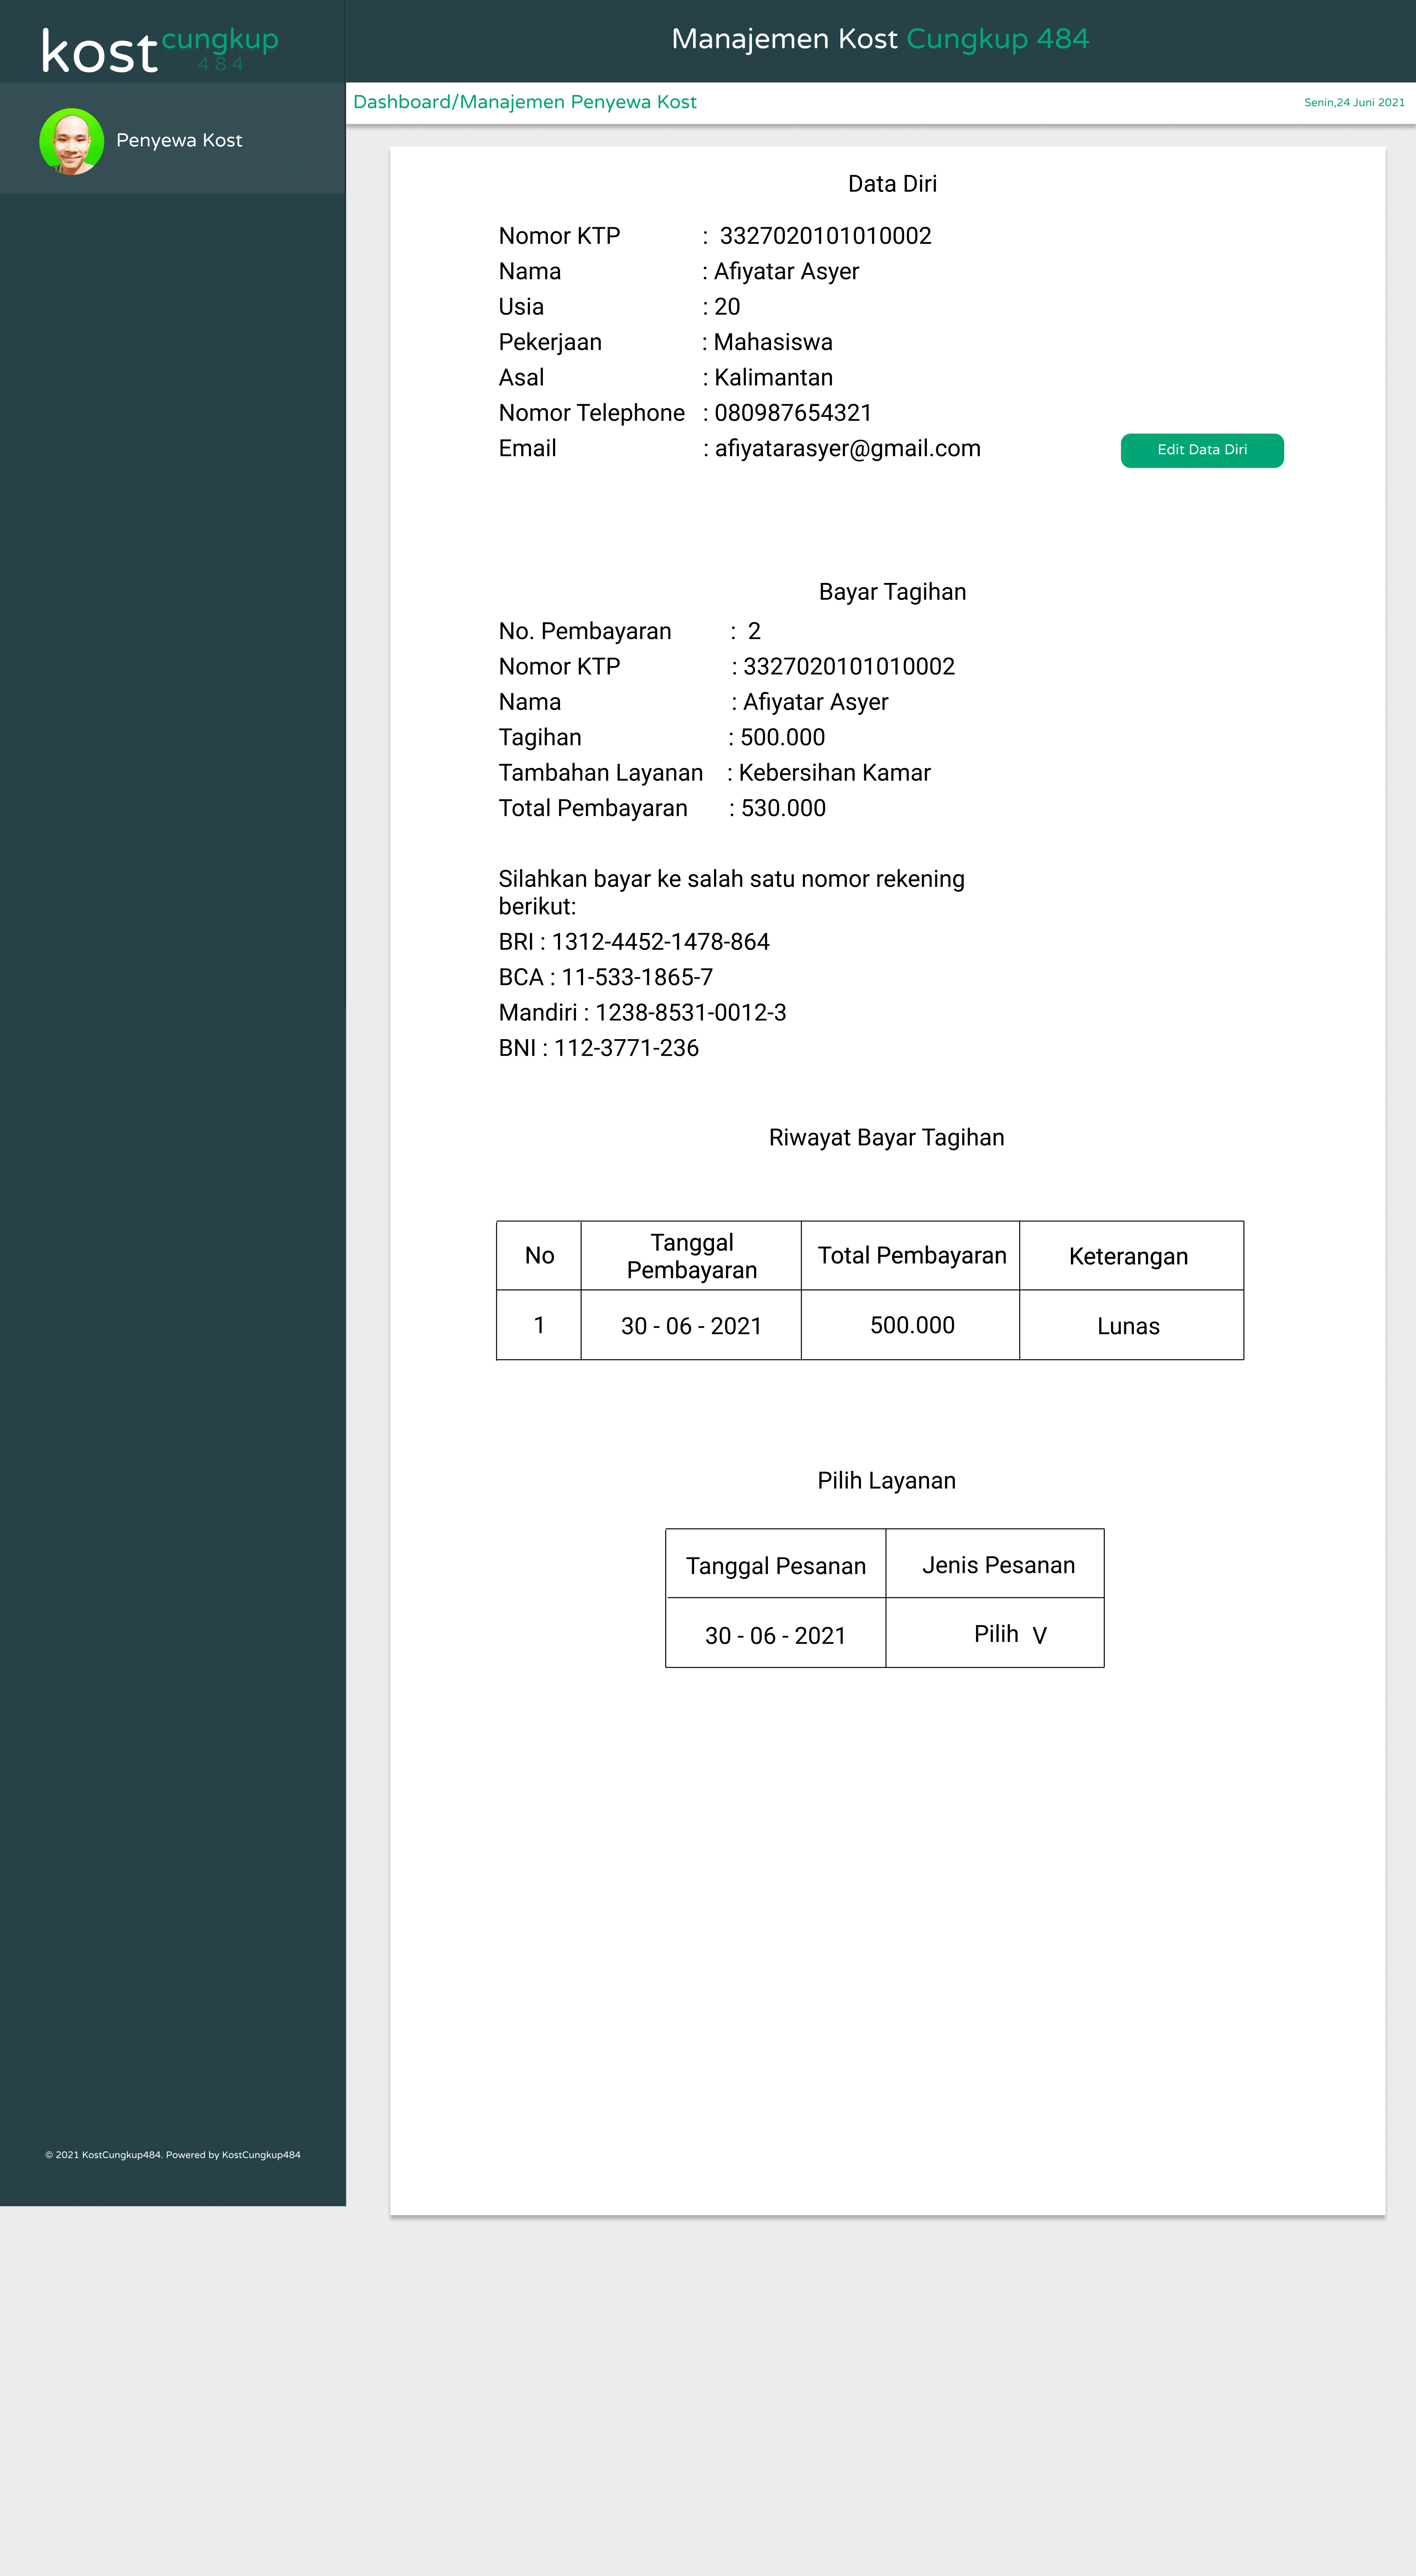 kost cungkup
484
Manajemen Kost Cungkup 484
Dashboard/Manajemen Penyewa Kost
Senin,24 Juni 2021
Penyewa Kost
Data Diri
Nomor KTP : 3327020101010002
Nama : Afiyatar Asyer
Usia : 20
Pekerjaan : Mahasiswa
Asal : Kalimantan
Nomor Telephone : 080987654321
Email : afiyatarasyer@gmail.com
Edit Data Diri
Bayar Tagihan
No. Pembayaran : 2
Nomor KTP : 3327020101010002
Nama : Afiyatar Asyer
Tagihan : 500.000
Tambahan Layanan : Kebersihan Kamar
Total Pembayaran : 530.000
Silahkan bayar ke salah satu nomor rekening
berikut:
BRI : 1312-4452-1478-864
BCA : 11-533-1865-7
Mandiri : 1238-8531-0012-3
BNI : 112-3771-236
Riwayat Bayar Tagihan
No
Tanggal
Pembayaran
Total Pembayaran
Keterangan
1
30 - 06 - 2021
500.000
Lunas
Pilih Layanan
Tanggal Pesanan
Jenis Pesanan
30 - 06 - 2021
Pilih V
© 2021 KostCungkup484. Powered by KostCungkup484